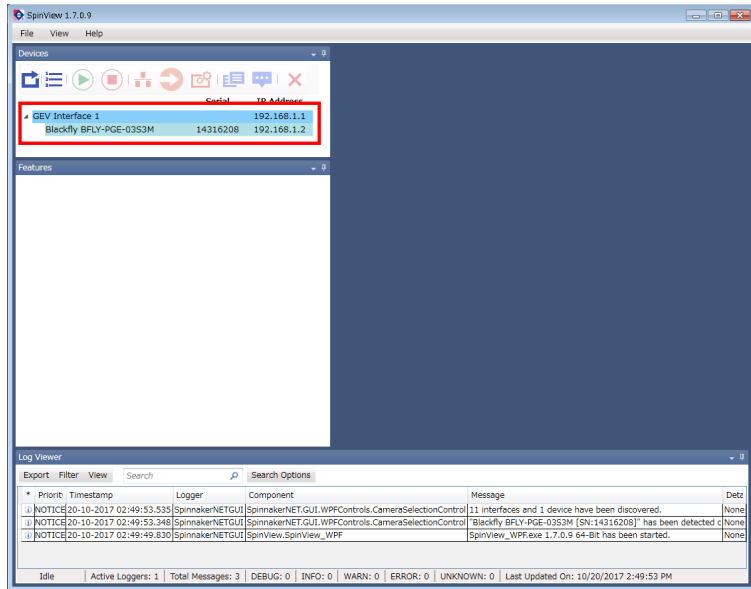 SpinView 1.7.0.9
File View Help
Devices
Serial IP Address
GEV Interface 1 192.168.1.1
Blackfly BFLY-PGE-03S3M 14316208 192.168.1.2
Features
Log Viewer
Export Filter View Search Search Options
* Priorit Timestamp Logger Component Message Deta
NOTICE 20-10-2017 02:49:53.535 SpinnakerNETGUI SpinnakerNET.GUI.WPFControls.CameraSelectionControl 11 interfaces and 1 device have been discovered. None
NOTICE 20-10-2017 02:49:53.348 SpinnakerNETGUI SpinnakerNET.GUI.WPFControls.CameraSelectionControl "Blackfly BFLY-PGE-03S3M [SN:14316208]" has been detected o None
NOTICE 20-10-2017 02:49:49.830 SpinnakerNETGUI SpinView.SpinView_WPF SpinView_WPF.exe 1.7.0.9 64-Bit has been started. None
Idle Active Loggers: 1 Total Messages: 3 DEBUG: 0 INFO: 0 WARN: 0 ERROR: 0 UNKNOWN: 0 Last Updated On: 10/20/2017 2:49:53 PM